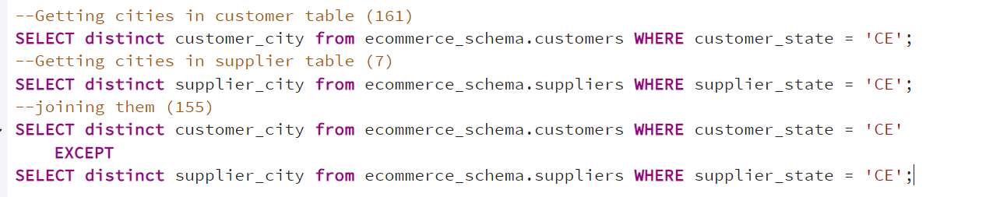 --Getting cities in customer table (161)
SELECT distinct customer_city from ecommerce_schema.customers WHERE customer_state = 'CE';
--Getting cities in supplier table (7)
SELECT distinct supplier_city from ecommerce_schema.suppliers WHERE supplier_state = 'CE';
--joining them (155)
SELECT distinct customer_city from ecommerce_schema.customers WHERE customer_state = 'CE'
EXCEPT
SELECT distinct supplier_city from ecommerce_schema.suppliers WHERE supplier_state = 'CE';